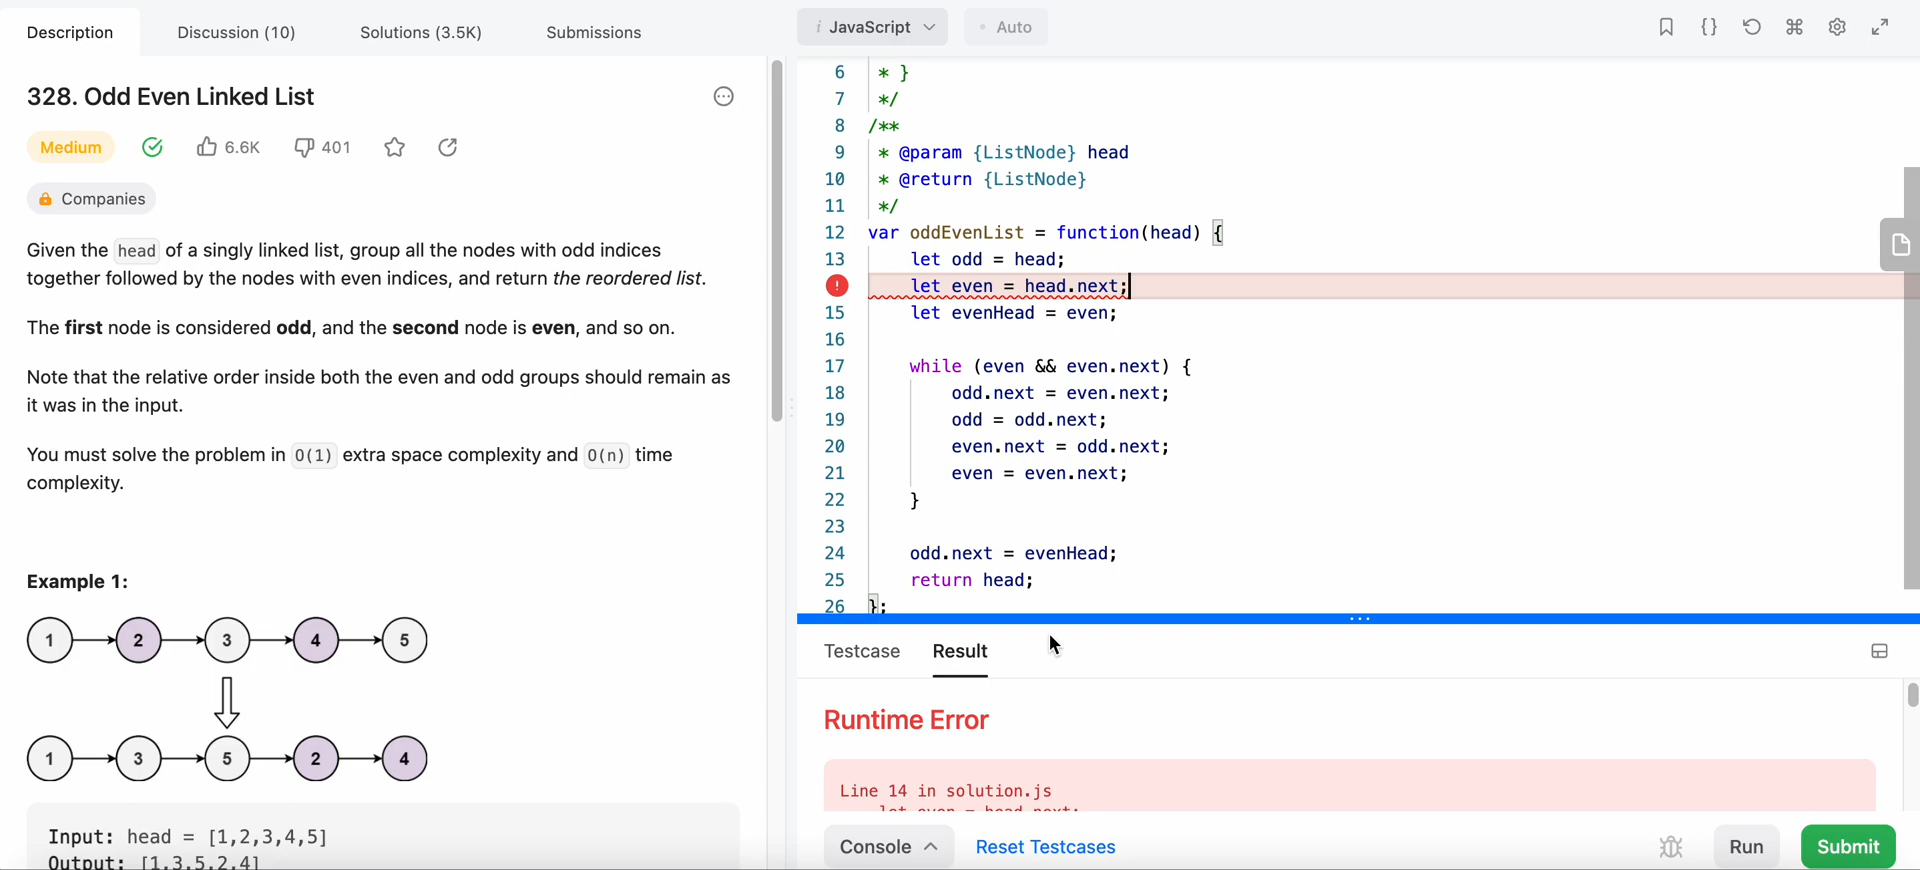 Description
Discussion (10)
Solutions (3.5K)
Submissions
328. Odd Even Linked List
Medium
6.6K
401
Companies
Given the head of a singly linked list, group all the nodes with odd indices
together followed by the nodes with even indices, and return the reordered list.
The first node is considered odd, and the second node is even, and so on.
Note that the relative order inside both the even and odd groups should remain as
it was in the input.
You must solve the problem in O(1) extra space complexity and O(n) time
complexity.
Example 1:
1 2 3 4 5
1 3 5 2 4
Input: head = [1,2,3,4,5]
Output: [1,3,5,2,4]
i JavaScript
Auto
6 * }
7 */
8 /**
9 * @param {ListNode} head
10 * @return {ListNode}
11 */
12 var oddEvenList = function(head) {
13 let odd = head;
! let even = head.next;
15 let evenHead = even;
16
17 while (even && even.next) {
18 odd.next = even.next;
19 odd = odd.next;
20 even.next = odd.next;
21 even = even.next;
22 }
23
24 odd.next = evenHead;
25 return head;
26 };
Testcase
Result
Runtime Error
Line 14 in solution.js
let even = head.next;
Console
Reset Testcases
Run
Submit